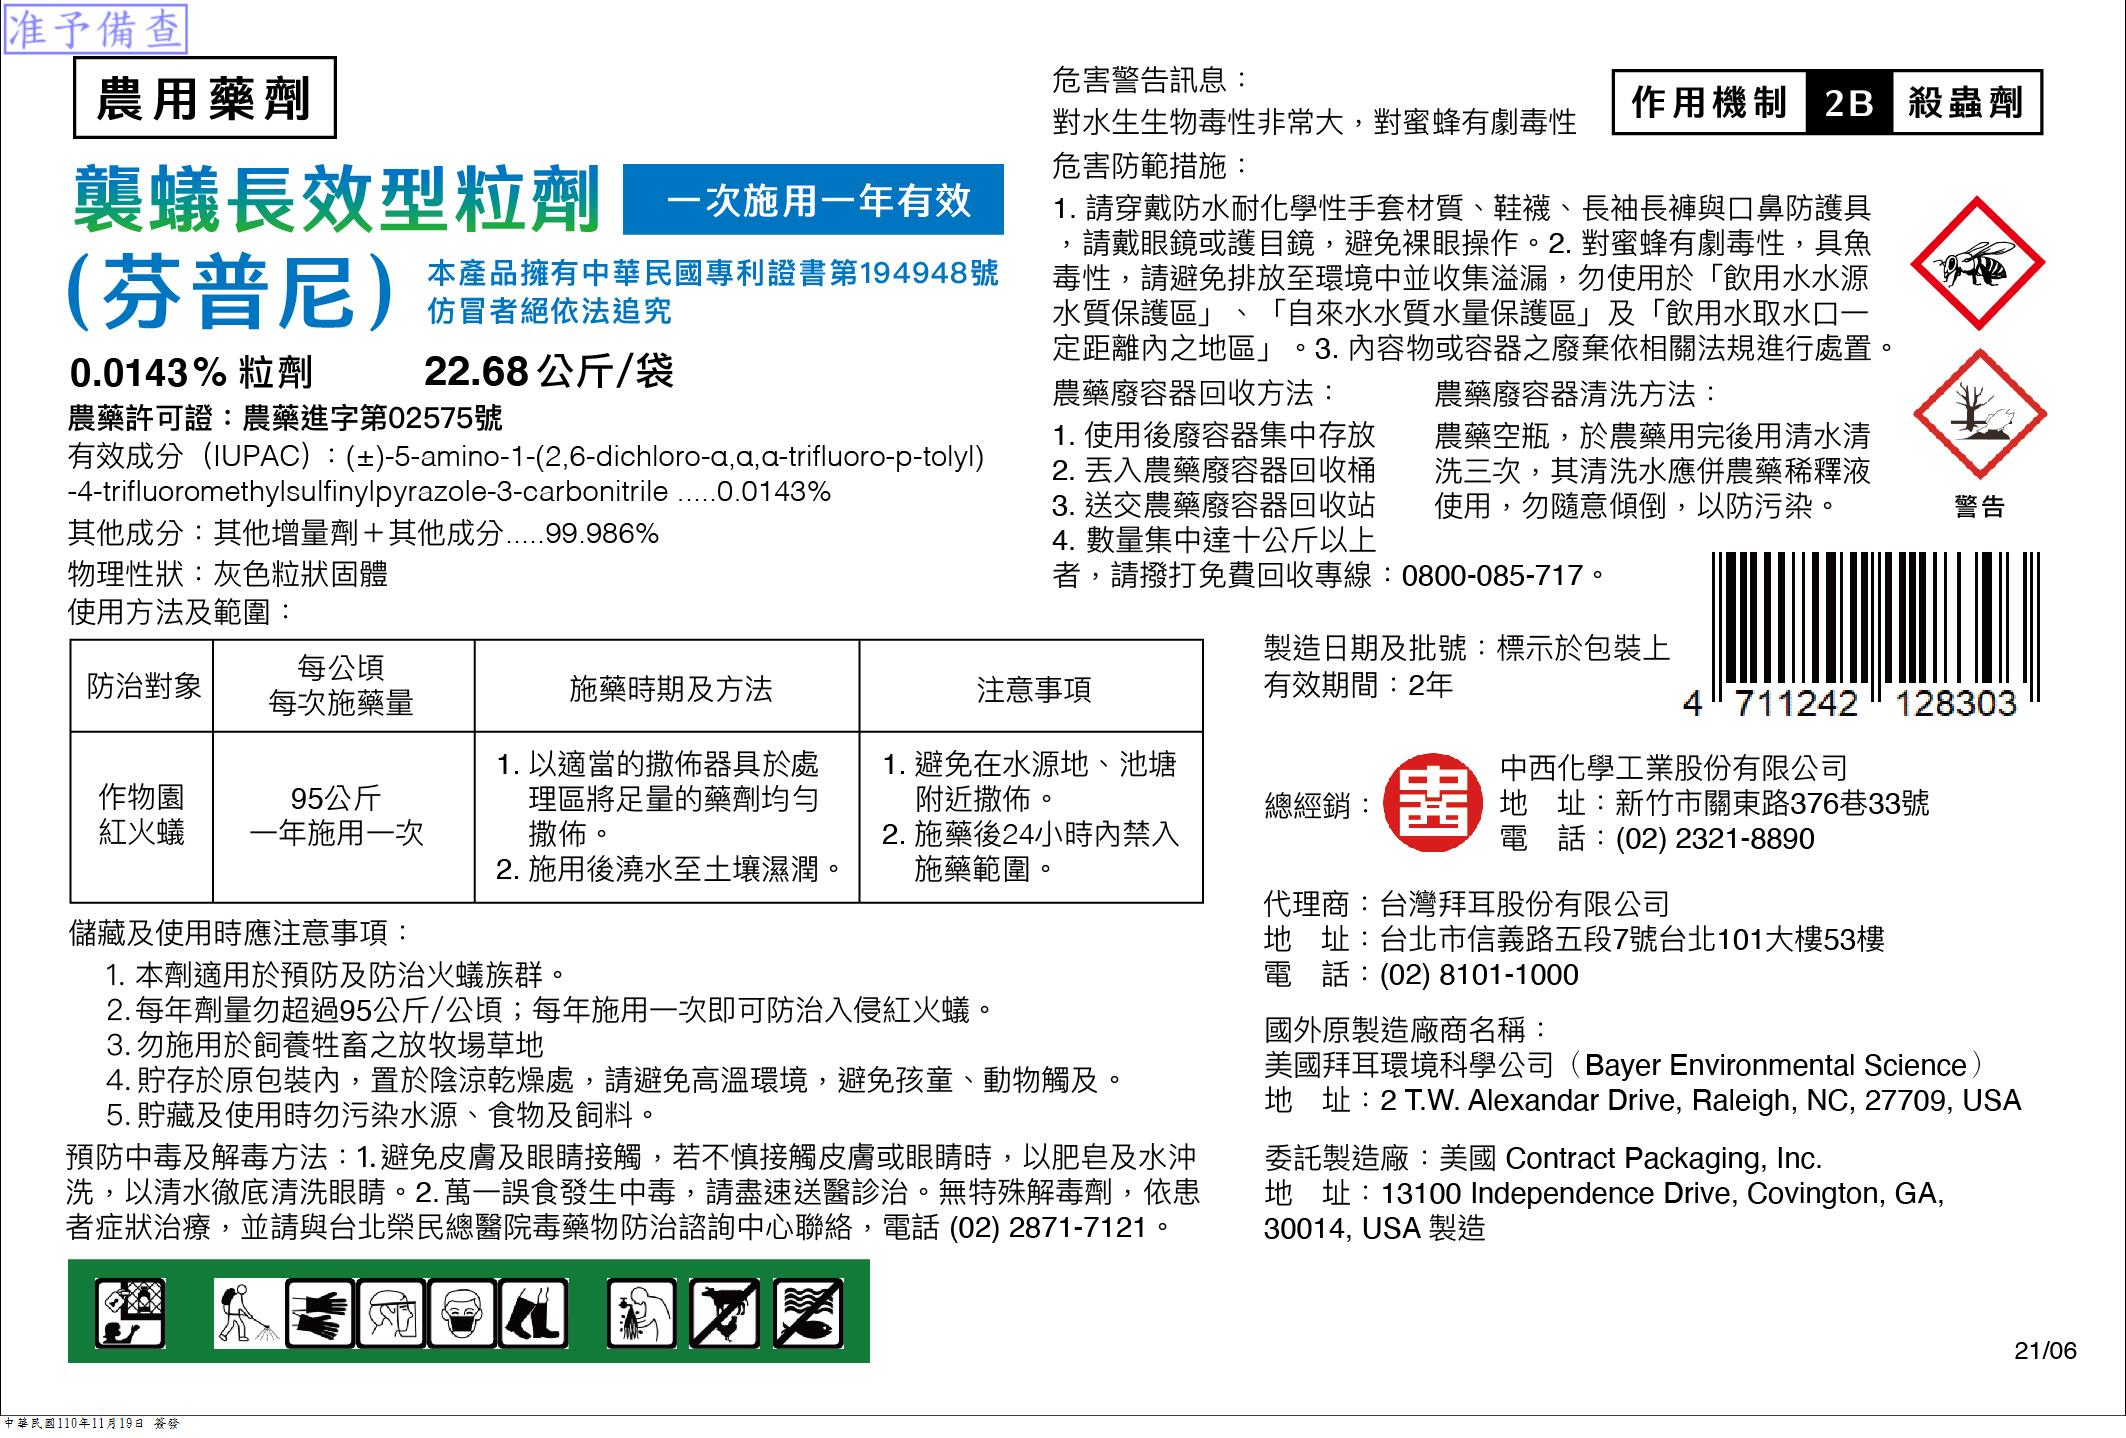 准予備查
農用藥劑
襲蟻長效型粒劑 一次施用一年有效
(芬普尼)
本產品擁有中華民國專利證書第194948號
仿冒者絕依法追究
0.0143% 粒劑 22.68公斤/袋
農藥許可證：農藥進字第02575號
有效成分（IUPAC）: (±)-5-amino-1-(2,6-dichloro-α,α,α-trifluoro-p-tolyl)
-4-trifluoromethylsulfinylpyrazole-3-carbonitrile .....0.0143%
其他成分：其他增量劑＋其他成分.....99.986%
物理性狀：灰色粒狀固體
使用方法及範圍：
防治對象
每公頃
每次施藥量
施藥時期及方法
注意事項
作物園
紅火蟻
95公斤
一年施用一次
1. 以適當的撒佈器具於處
理區將足量的藥劑均勻
撒佈。
2. 施用後澆水至土壤濕潤。
1. 避免在水源地、池塘
附近撒佈。
2. 施藥後24小時內禁入
施藥範圍。
儲藏及使用時應注意事項：
1. 本劑適用於預防及防治火蟻族群。
2. 每年劑量勿超過95公斤/公頃；每年施用一次即可防治入侵紅火蟻。
3. 勿施用於飼養牲畜之放牧場草地
4. 貯存於原包裝內，置於陰涼乾燥處，請避免高溫環境，避免孩童、動物觸及。
5. 貯藏及使用時勿污染水源、食物及飼料。
預防中毒及解毒方法：1. 避免皮膚及眼睛接觸，若不慎接觸皮膚或眼睛時，以肥皂及水沖
洗，以清水徹底清洗眼睛。2. 萬一誤食發生中毒，請盡速送醫診治。無特殊解毒劑，依患
者症狀治療，並請與台北榮民總醫院毒藥物防治諮詢中心聯絡，電話 (02) 2871-7121。
危害警告訊息：
對水生生物毒性非常大，對蜜蜂有劇毒性
作用機制 2B 殺蟲劑
危害防範措施：
1. 請穿戴防水耐化學性手套材質、鞋襪、長袖長褲與口鼻防護具
，請戴眼鏡或護目鏡，避免裸眼操作。2. 對蜜蜂有劇毒性，具魚
毒性，請避免排放至環境中並收集溢漏，勿使用於「飲用水水源
水質保護區」、「自來水水質水量保護區」及「飲用水取水口一
定距離內之地區」。3. 內容物或容器之廢棄依相關法規進行處置。
農藥廢容器回收方法：
1. 使用後廢容器集中存放
2. 丟入農藥廢容器回收桶
3. 送交農藥廢容器回收站
4. 數量集中達十公斤以上
者，請撥打免費回收專線：0800-085-717。
農藥廢容器清洗方法：
農藥空瓶，於農藥用完後用清水清
洗三次，其清洗水應併農藥稀釋液
使用，勿隨意傾倒，以防污染。
警告
製造日期及批號：標示於包裝上
有效期間：2年
4 711242 128303
總經銷：
中西
中西化學工業股份有限公司
地　址：新竹市關東路376巷33號
電　話：(02) 2321-8890
代理商：台灣拜耳股份有限公司
地　址：台北市信義路五段7號台北101大樓53樓
電　話：(02) 8101-1000
國外原製造廠商名稱：
美國拜耳環境科學公司（Bayer Environmental Science）
地　址：2 T.W. Alexandar Drive, Raleigh, NC, 27709, USA
委託製造廠：美國 Contract Packaging, Inc.
地　址：13100 Independence Drive, Covington, GA,
30014, USA 製造
21/06
中華民國110年11月19日 簽發